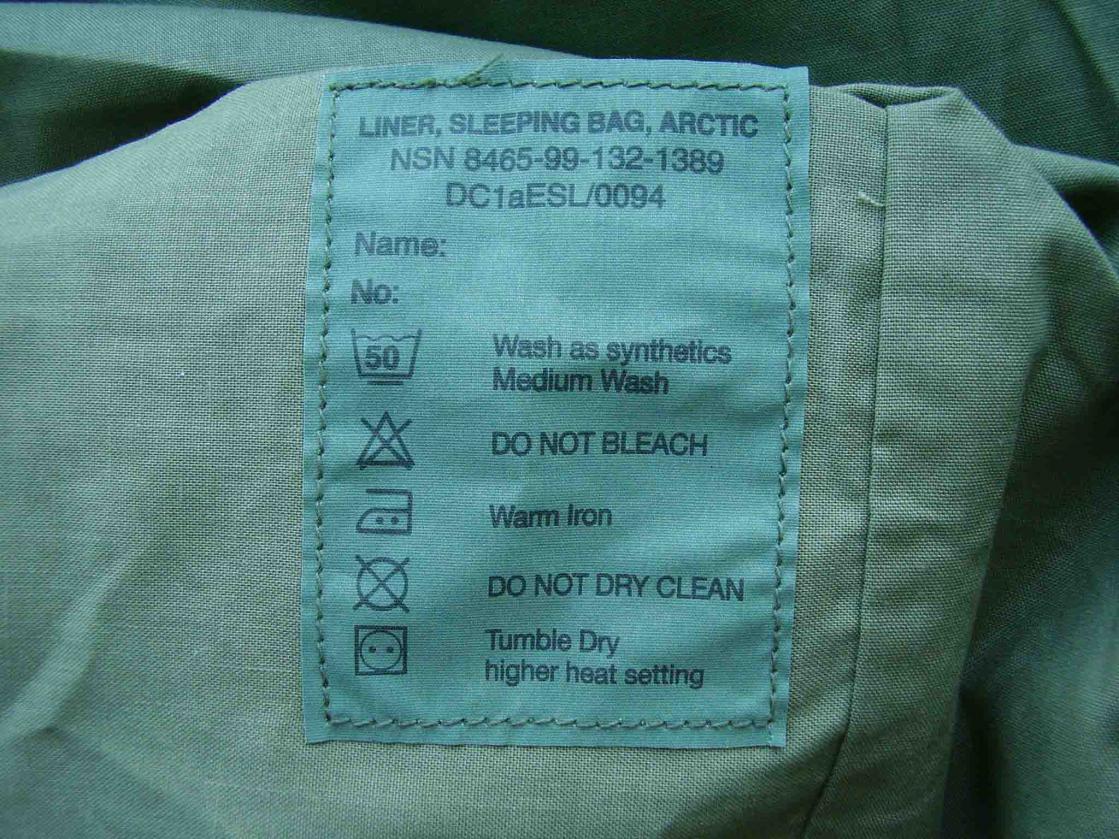 LINER, SLEEPING BAG, ARCTIC
NSN 8465-99-132-1389
DC1aESL/0094
Name:
No:
50
Wash as synthetics
Medium Wash
DO NOT BLEACH
Warm Iron
DO NOT DRY CLEAN
Tumble Dry
higher heat setting